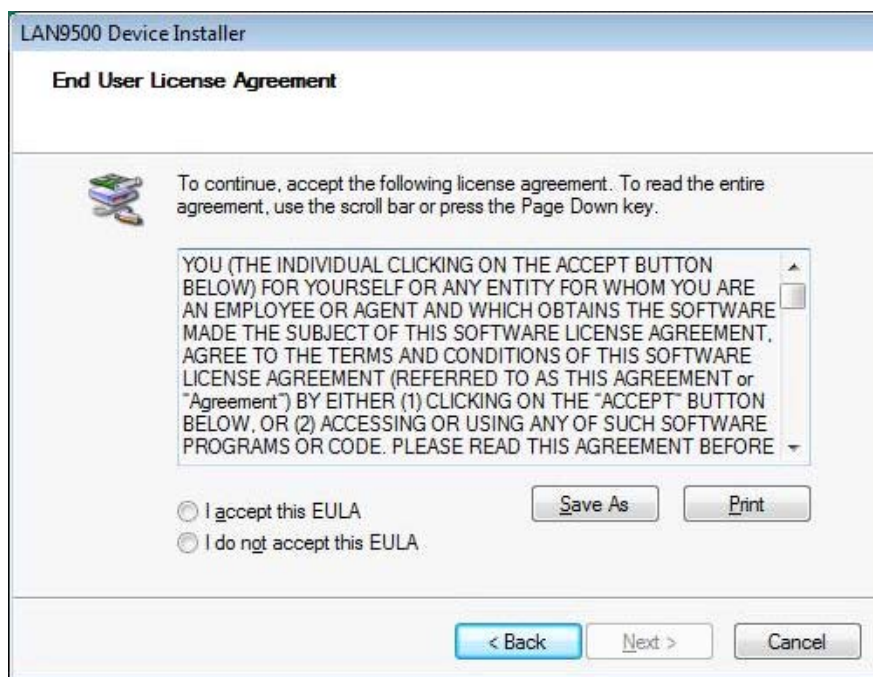 LAN9500 Device Installer
End User License Agreement
To continue, accept the following license agreement. To read the entire
agreement, use the scroll bar or press the Page Down key.
YOU (THE INDIVIDUAL CLICKING ON THE ACCEPT BUTTON
BELOW) FOR YOURSELF OR ANY ENTITY FOR WHOM YOU ARE
AN EMPLOYEE OR AGENT AND WHICH OBTAINS THE SOFTWARE
MADE THE SUBJECT OF THIS SOFTWARE LICENSE AGREEMENT,
AGREE TO THE TERMS AND CONDITIONS OF THIS SOFTWARE
LICENSE AGREEMENT (REFERRED TO AS THIS AGREEMENT or
"Agreement") BY EITHER (1) CLICKING ON THE "ACCEPT" BUTTON
BELOW, OR (2) ACCESSING OR USING ANY OF SUCH SOFTWARE
PROGRAMS OR CODE. PLEASE READ THIS AGREEMENT BEFORE
I accept this EULA
Save As
Print
I do not accept this EULA
< Back
Next >
Cancel